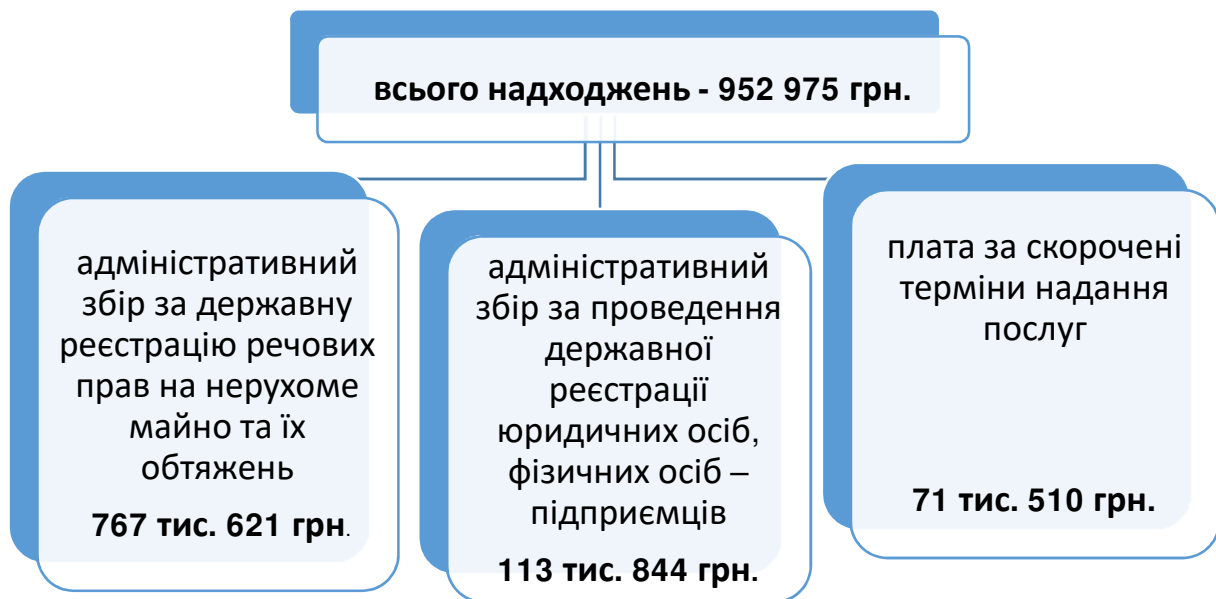 всього надходжень - 952 975 грн.
адміністративний
збір за державну
реєстрацію речових
прав на нерухоме
майно та їх
обтяжень
767 тис. 621 грн.
адміністративний
збір за проведення
державної
реєстрації
юридичних осіб,
фізичних осіб –
підприємців
113 тис. 844 грн.
плата за скорочені
терміни надання
послуг
71 тис. 510 грн.